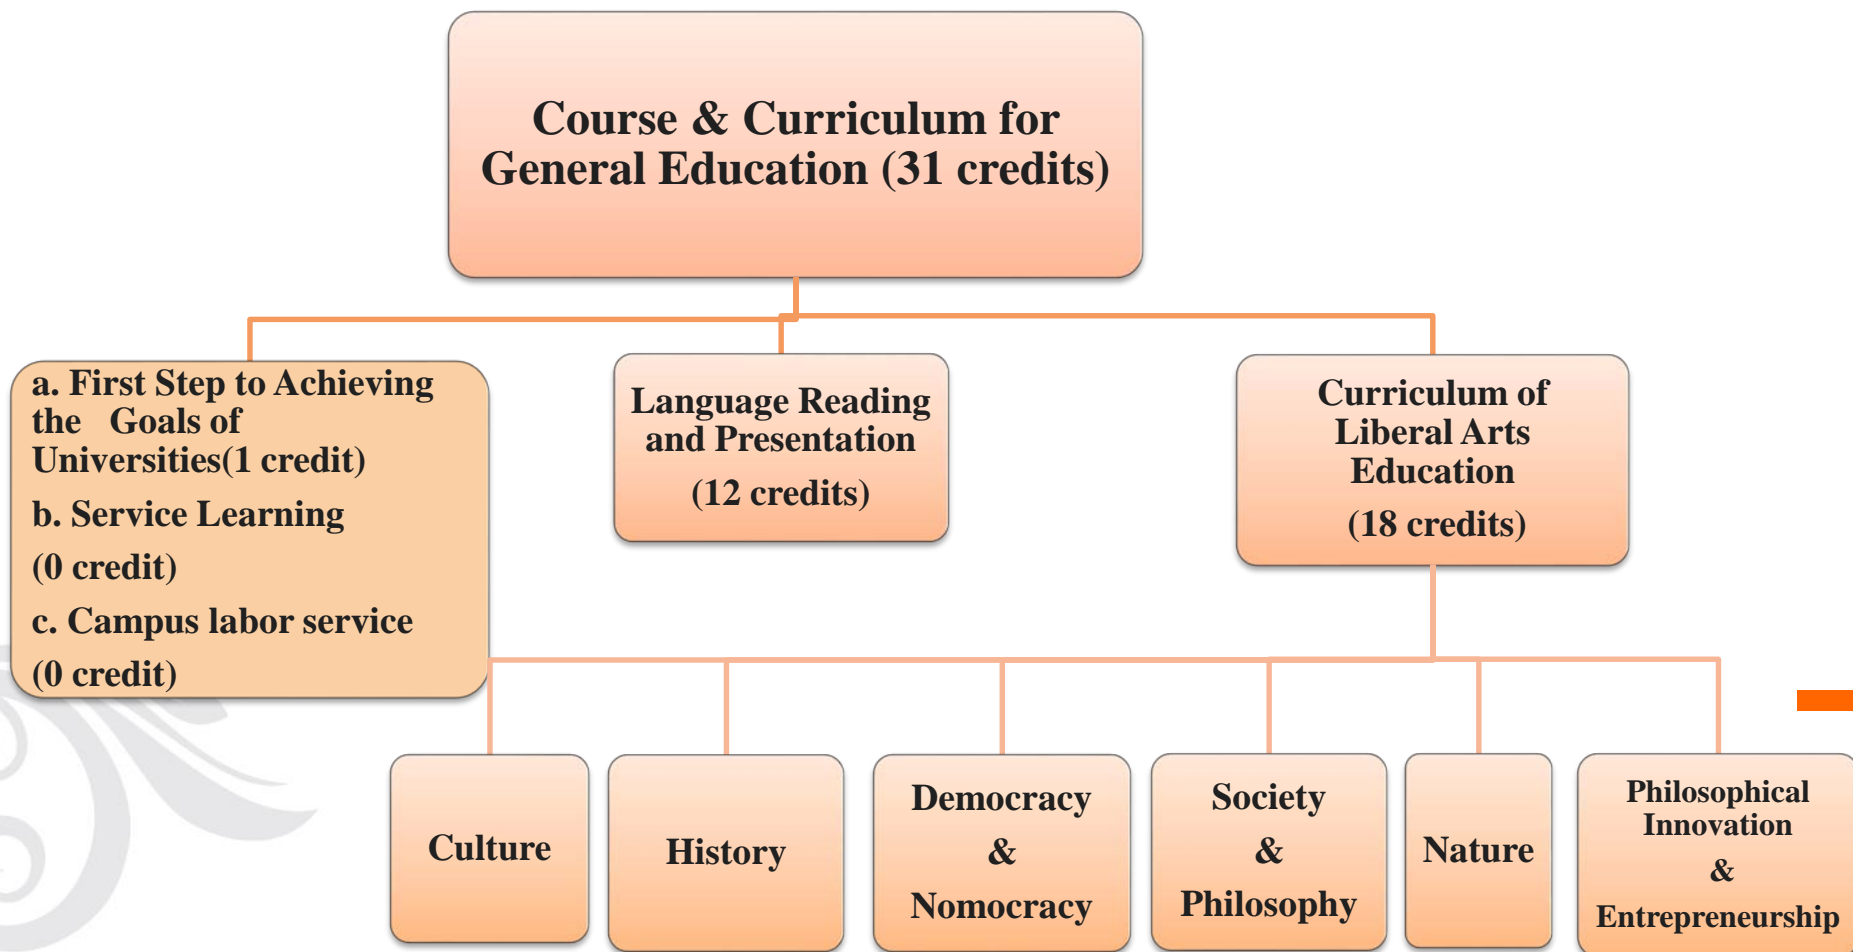 Course & Curriculum for
General Education (31 credits)
a. First Step to Achieving
the   Goals of
Universities(1 credit)
b. Service Learning
(0 credit)
c. Campus labor service
(0 credit)
Language Reading
and Presentation
(12 credits)
Curriculum of
Liberal Arts
Education
(18 credits)
Culture
History
Democracy
&
Nomocracy
Society
&
Philosophy
Nature
Philosophical
Innovation
&
Entrepreneurship